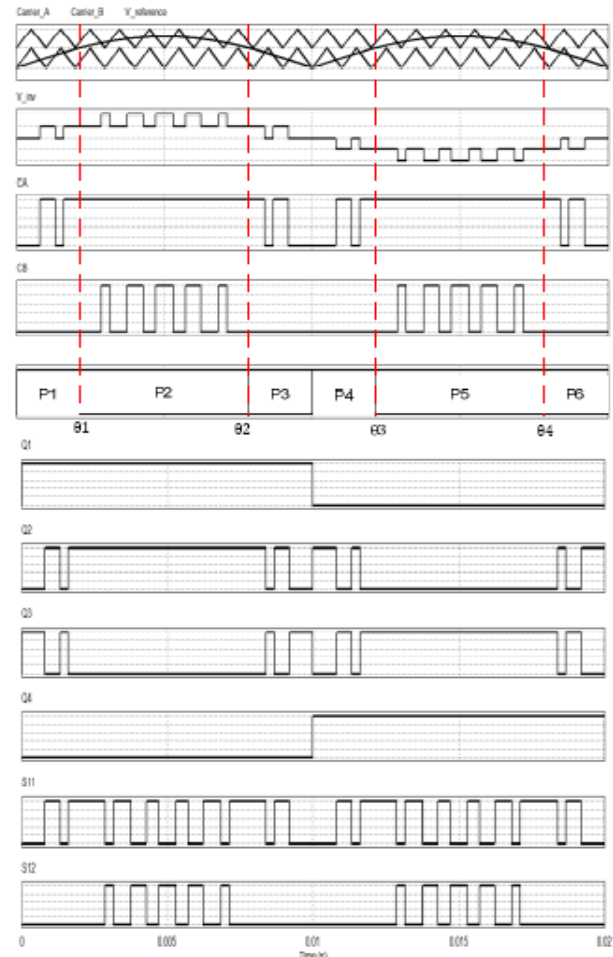 Carrier_A Carrier_B V_reference
V_inv
CA
CB
P1 P2 P3 P4 P5 P6
θ1 θ2 θ3 θ4
Q1
Q2
Q3
Q4
S11
S12
0 0.005 0.01 0.015 0.02
Time (s)